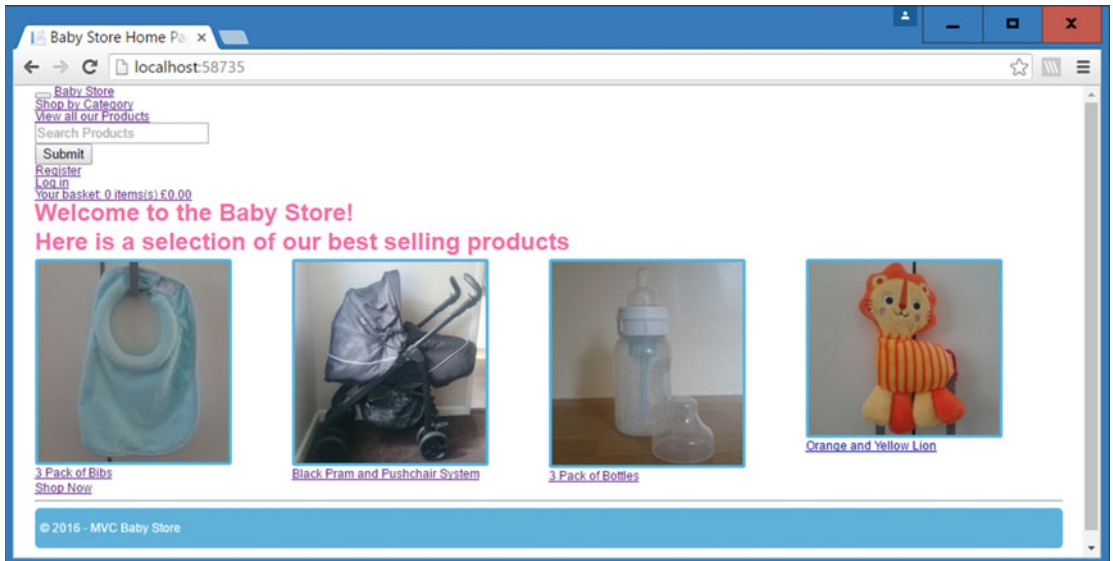 Baby Store Home Pa
localhost:58735
Baby Store
Shop by Category
View all our Products
Search Products
Submit
Register
Log in
Your basket: 0 items(s) £0.00
Welcome to the Baby Store!
Here is a selection of our best selling products
3 Pack of Bibs
Black Pram and Pushchair System
3 Pack of Bottles
Orange and Yellow Lion
Shop Now
© 2016 - MVC Baby Store